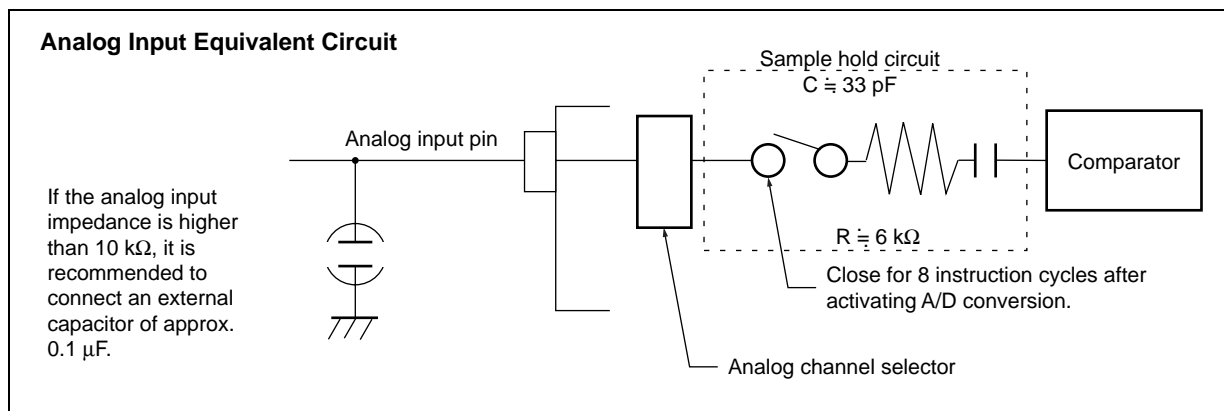 Analog Input Equivalent Circuit
Sample hold circuit
C ≒ 33 pF
Analog input pin
Comparator
If the analog input
impedance is higher
than 10 kΩ, it is
recommended to
connect an external
capacitor of approx.
0.1 µF.
R ≒ 6 kΩ
Close for 8 instruction cycles after
activating A/D conversion.
Analog channel selector